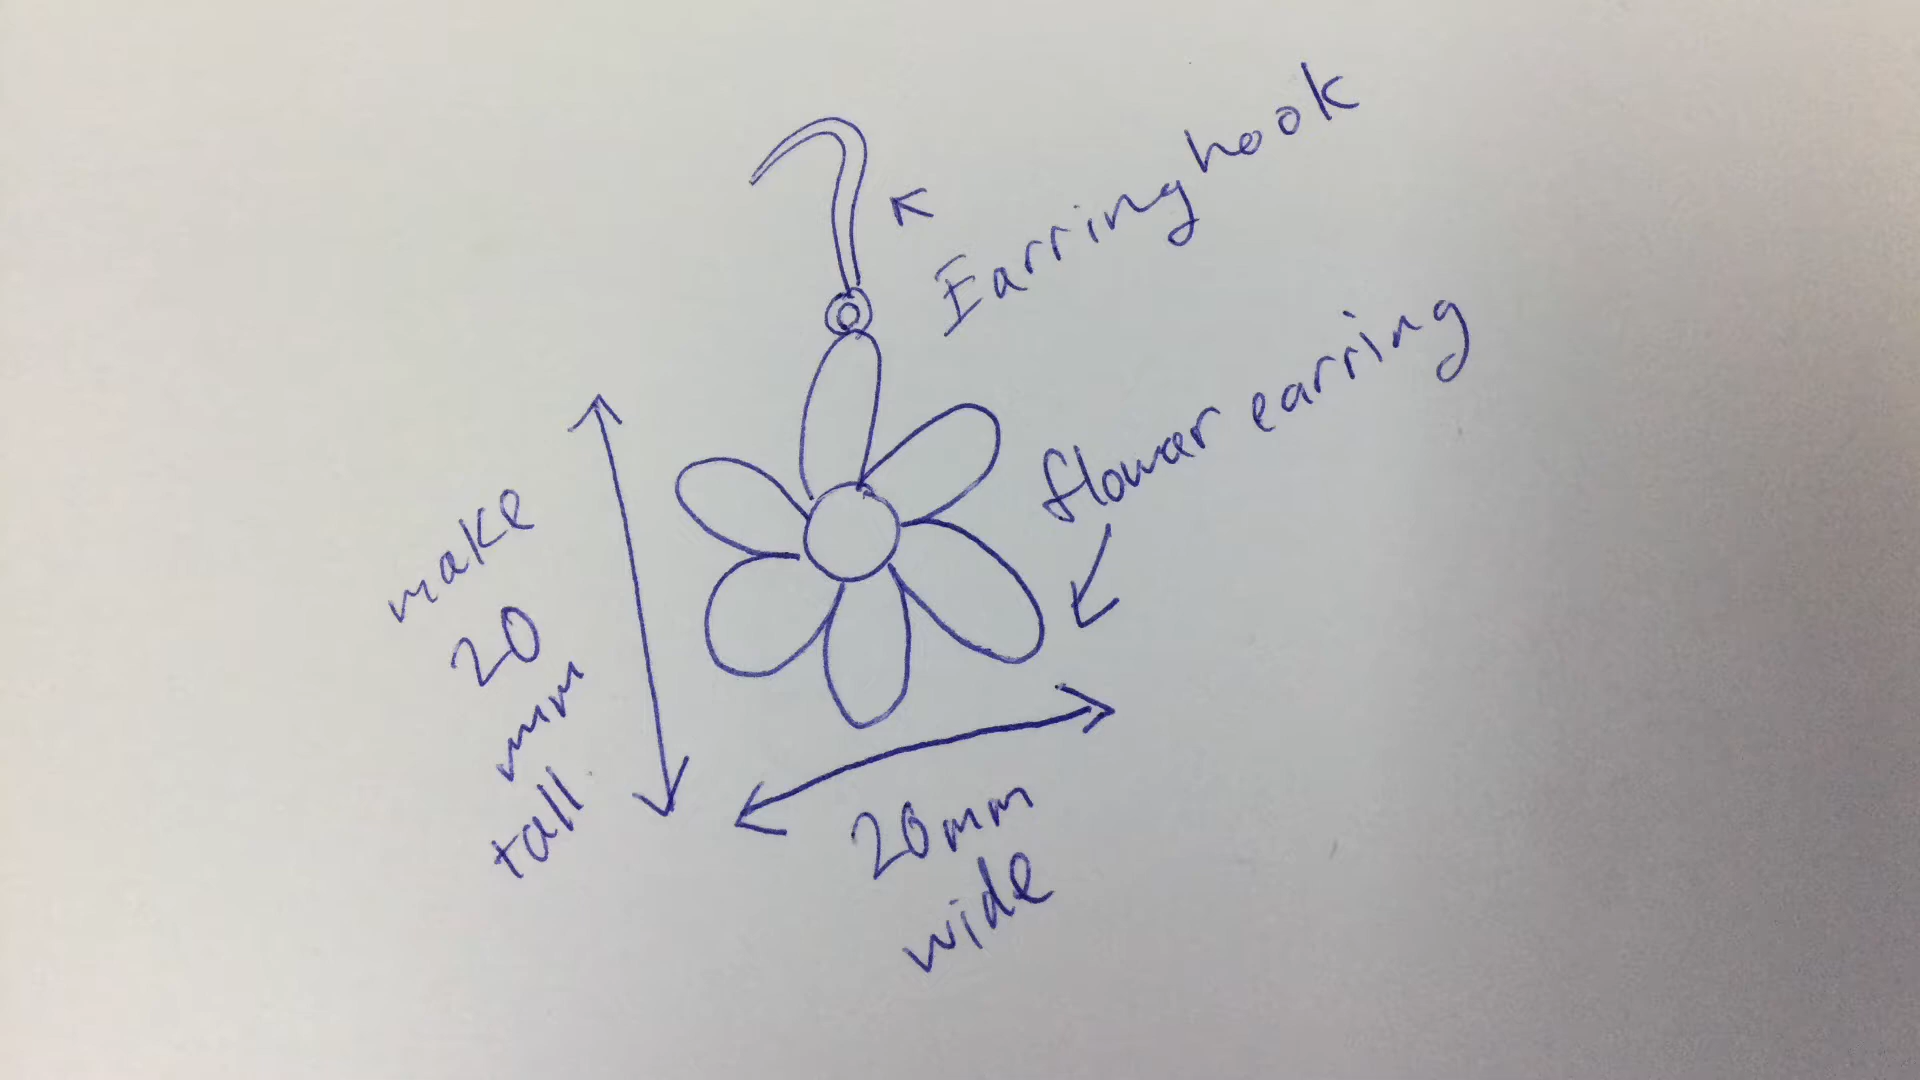 Earring hook
flower earring
make
20
mm
tall
20mm
wide